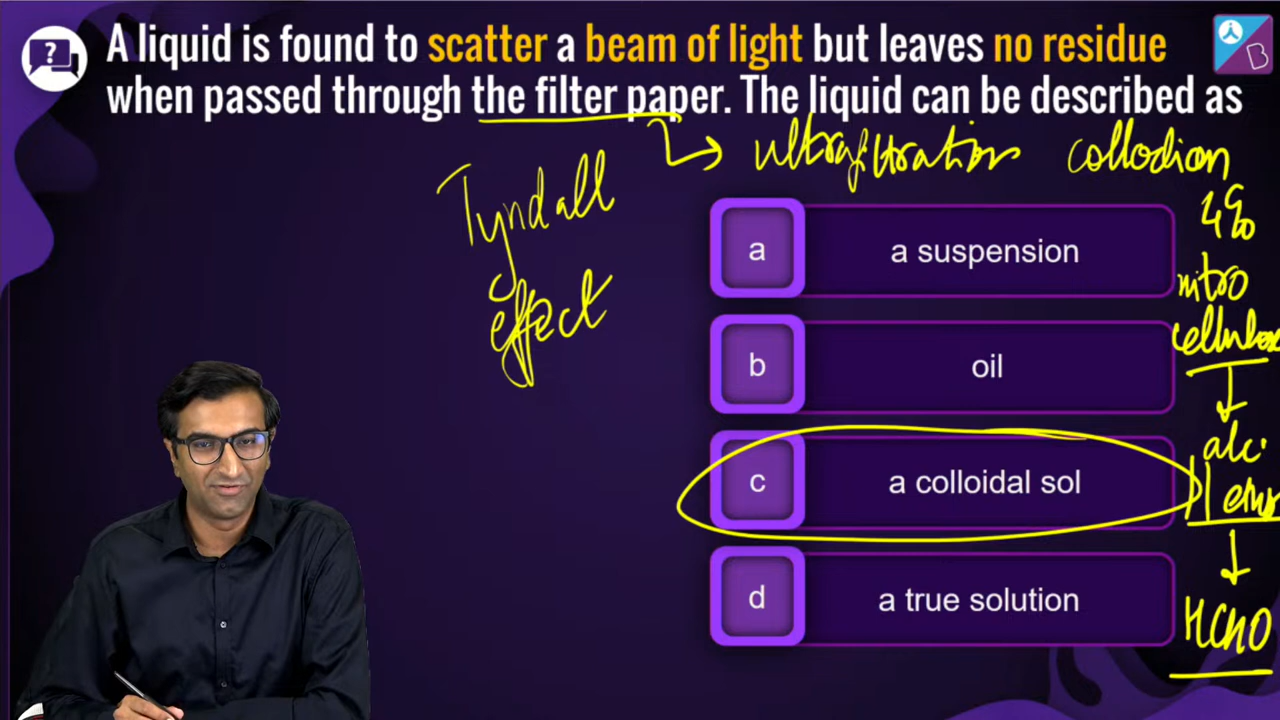 A liquid is found to scatter a beam of light but leaves no residue
when passed through the filter paper. The liquid can be described as
ultrafiltration collodion
Tyndall
effect
4%
nitro
cellulose
alc.
HCHO
a a suspension
b oil
c a colloidal sol
d a true solution
?
B